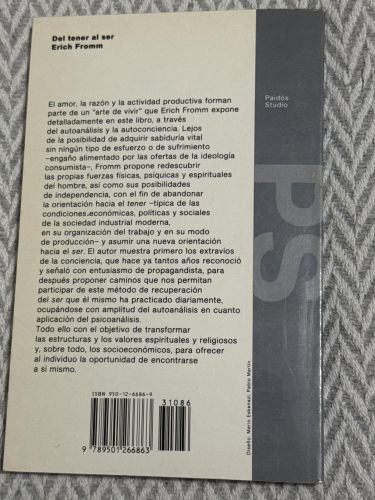 Del tener al ser
Erich Fromm
Paidós
Studio
El amor, la razón y la actividad productiva forman
parte de un "arte de vivir" que Erich Fromm expone
detalladamente en este libro, a través
del autoanálisis y la autoconciencia. Lejos
de la posibilidad de adquirir sabiduría vital
sin ningún tipo de esfuerzo o de sufrimiento
–engaño alimentado por las ofertas de la ideología
consumista–, Fromm propone redescubrir
las propias fuerzas físicas, psíquicas y espirituales
del hombre, así como sus posibilidades
de independencia, con el fin de abandonar
la orientación hacia el tener –típica de las
condiciones.económicas, políticas y sociales
de la sociedad industrial moderna,
en su organización del trabajo y en su modo
de producción– y asumir una nueva orientación
hacia el ser. El autor muestra primero los extravíos
de la conciencia, que hace ya tantos años reconoció
y señaló con entusiasmo de propagandista, para
después proponer caminos que nos permitan
participar de este método de recuperación
del ser que él mismo ha practicado diariamente,
ocupándose con amplitud del autoanálisis en cuanto
aplicación del psicoanálisis.
Todo ello con el objetivo de transformar
las estructuras y los valores espirituales y religiosos
y, sobre todo, los socioeconómicos, para ofrecer
al individuo la oportunidad de encontrarse
a sí mismo.
PS
ISBN 950-12-6686-9
31086
9 789501 266863
Diseño: Mario Eskenazi, Pablo Martín